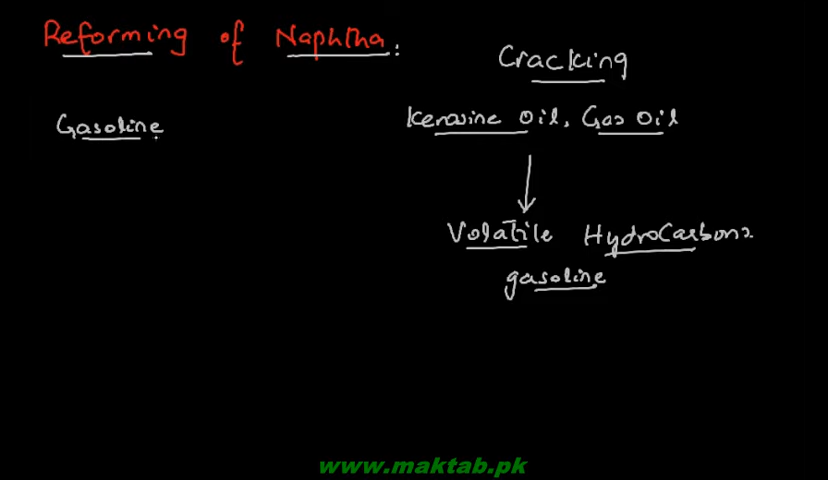 Reforming of Naphtha:
Cracking
Gasoline
Kerosine Oil, Gas Oil
Volatile HydroCarbons
gasoline
www.maktab.pk